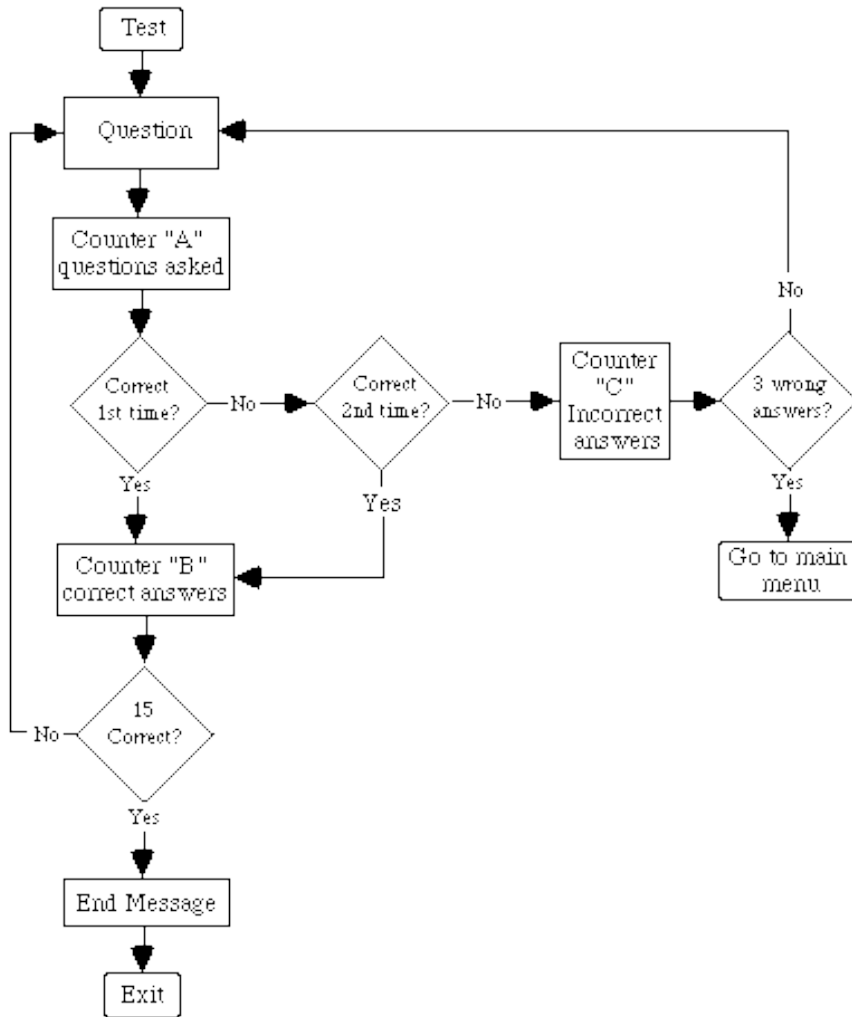 Test
Question
Counter "A"
questions asked
Correct
1st time?
No
Correct
2nd time?
No
Counter
"C"
Incorrect
answers
3 wrong
answers?
No
Yes
Go to main
menu
Yes
Yes
Counter "B"
correct answers
15
Correct?
No
Yes
End Message
Exit